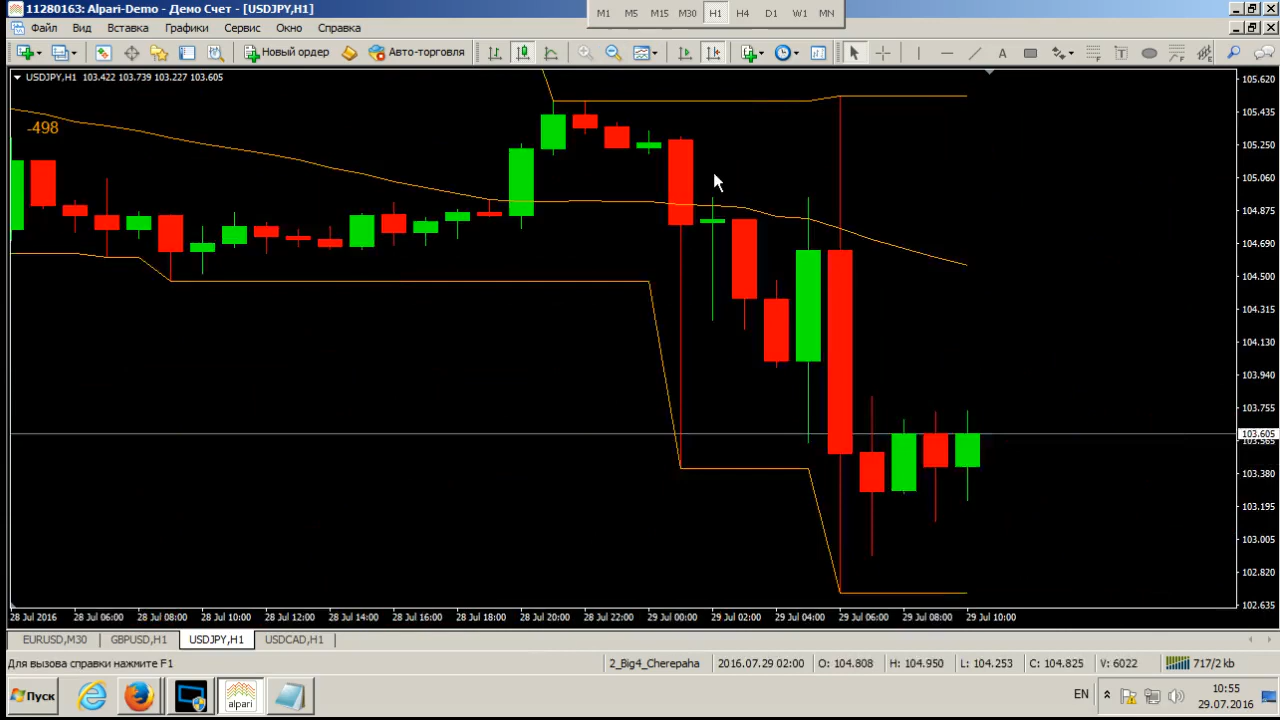 11280163: Alpari-Demo - Демо Счет - [USDJPY,H1]
M1 M5 M15 M30 H1 H4 D1 W1 MN
Файл Вид Вставка Графики Сервис Окно Справка
Новый ордер Авто-торговля
USDJPY,H1 103.422 103.739 103.227 103.605
-498
105.620
105.435
105.250
105.060
104.875
104.690
104.500
104.315
104.130
103.940
103.755
103.605
103.565
103.380
103.195
103.005
102.820
102.635
28 Jul 2016 28 Jul 06:00 28 Jul 08:00 28 Jul 10:00 28 Jul 12:00 28 Jul 14:00 28 Jul 16:00 28 Jul 18:00 28 Jul 20:00 28 Jul 22:00 29 Jul 00:00 29 Jul 02:00 29 Jul 04:00 29 Jul 06:00 29 Jul 08:00 29 Jul 10:00
EURUSD,M30 GBPUSD,H1 USDJPY,H1 USDCAD,H1
Для вызова справки нажмите F1 2_Big4_Cherepaha 2016.07.29 02:00 O: 104.808 H: 104.950 L: 104.253 C: 104.825 V: 6022 717/2 kb
Пуск alpari EN 10:55
29.07.2016